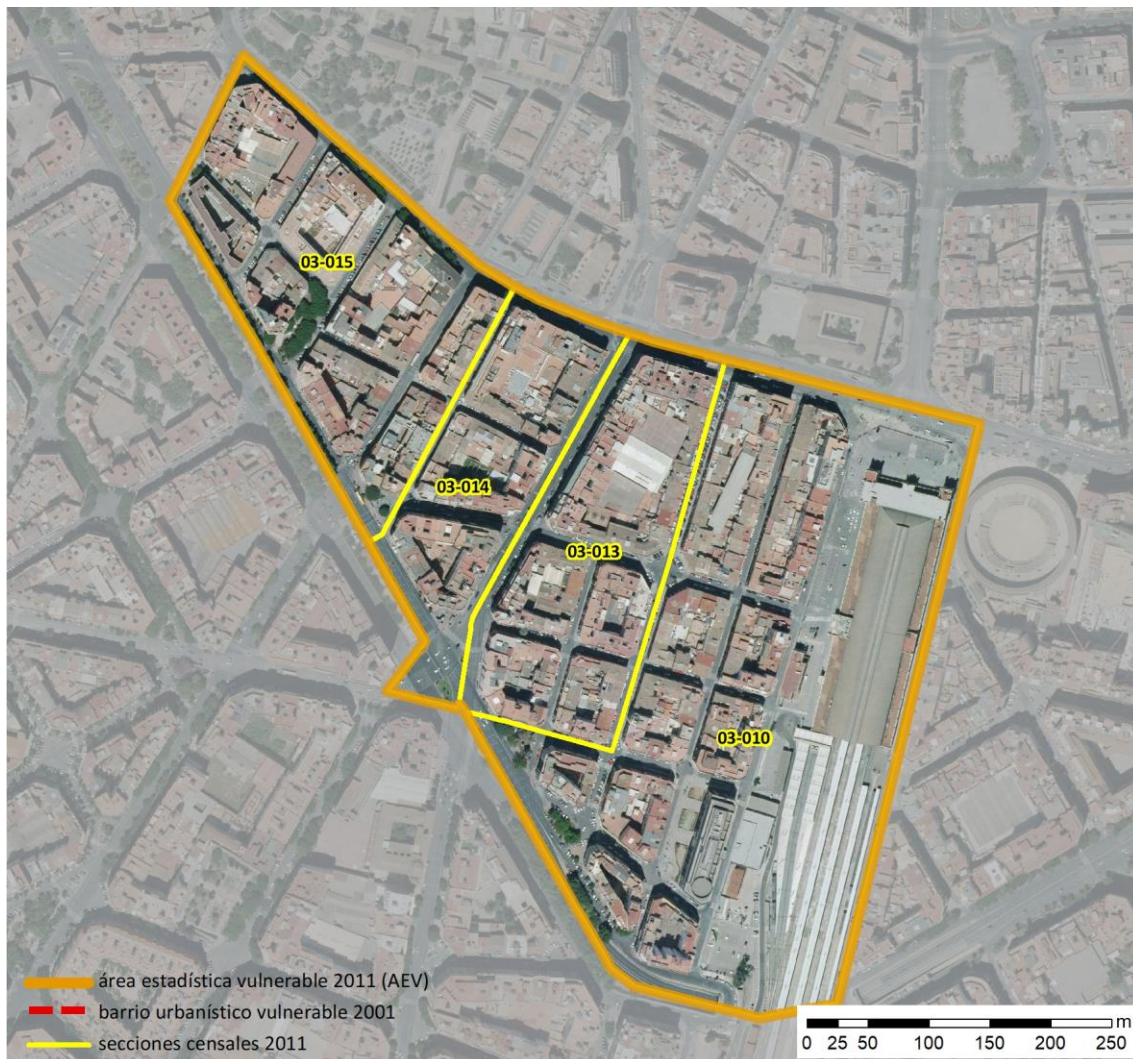 03-015
03-014
03-013
03-010
área estadística vulnerable 2011 (AEV)
barrio urbanístico vulnerable 2001
secciones censales 2011
m
0 25 50 100 150 200 250